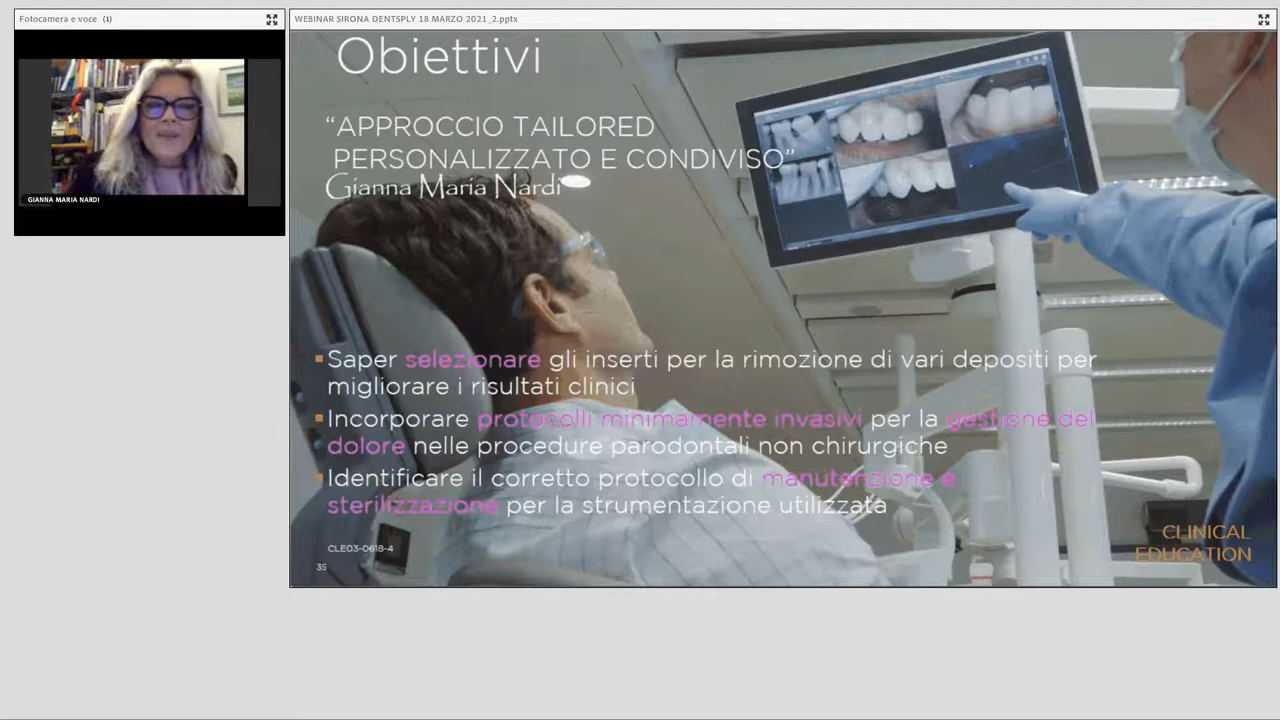 Fotocamera e voce (1)
WEBINAR SIRONA DENTSPLY 18 MARZO 2021_2.pptx
GIANNA MARIA NARDI
Obiettivi
“APPROCCIO TAILORED
PERSONALIZZATO E CONDIVISO”
Gianna Maria Nardi
Saper selezionare gli inserti per la rimozione di vari depositi per
migliorare i risultati clinici
Incorporare protocolli minimamente invasivi per la gestione del
dolore nelle procedure parodontali non chirurgiche
Identificare il corretto protocollo di manutenzione e
sterilizzazione per la strumentazione utilizzata
CLE03-0618-4
35
CLINICAL
EDUCATION